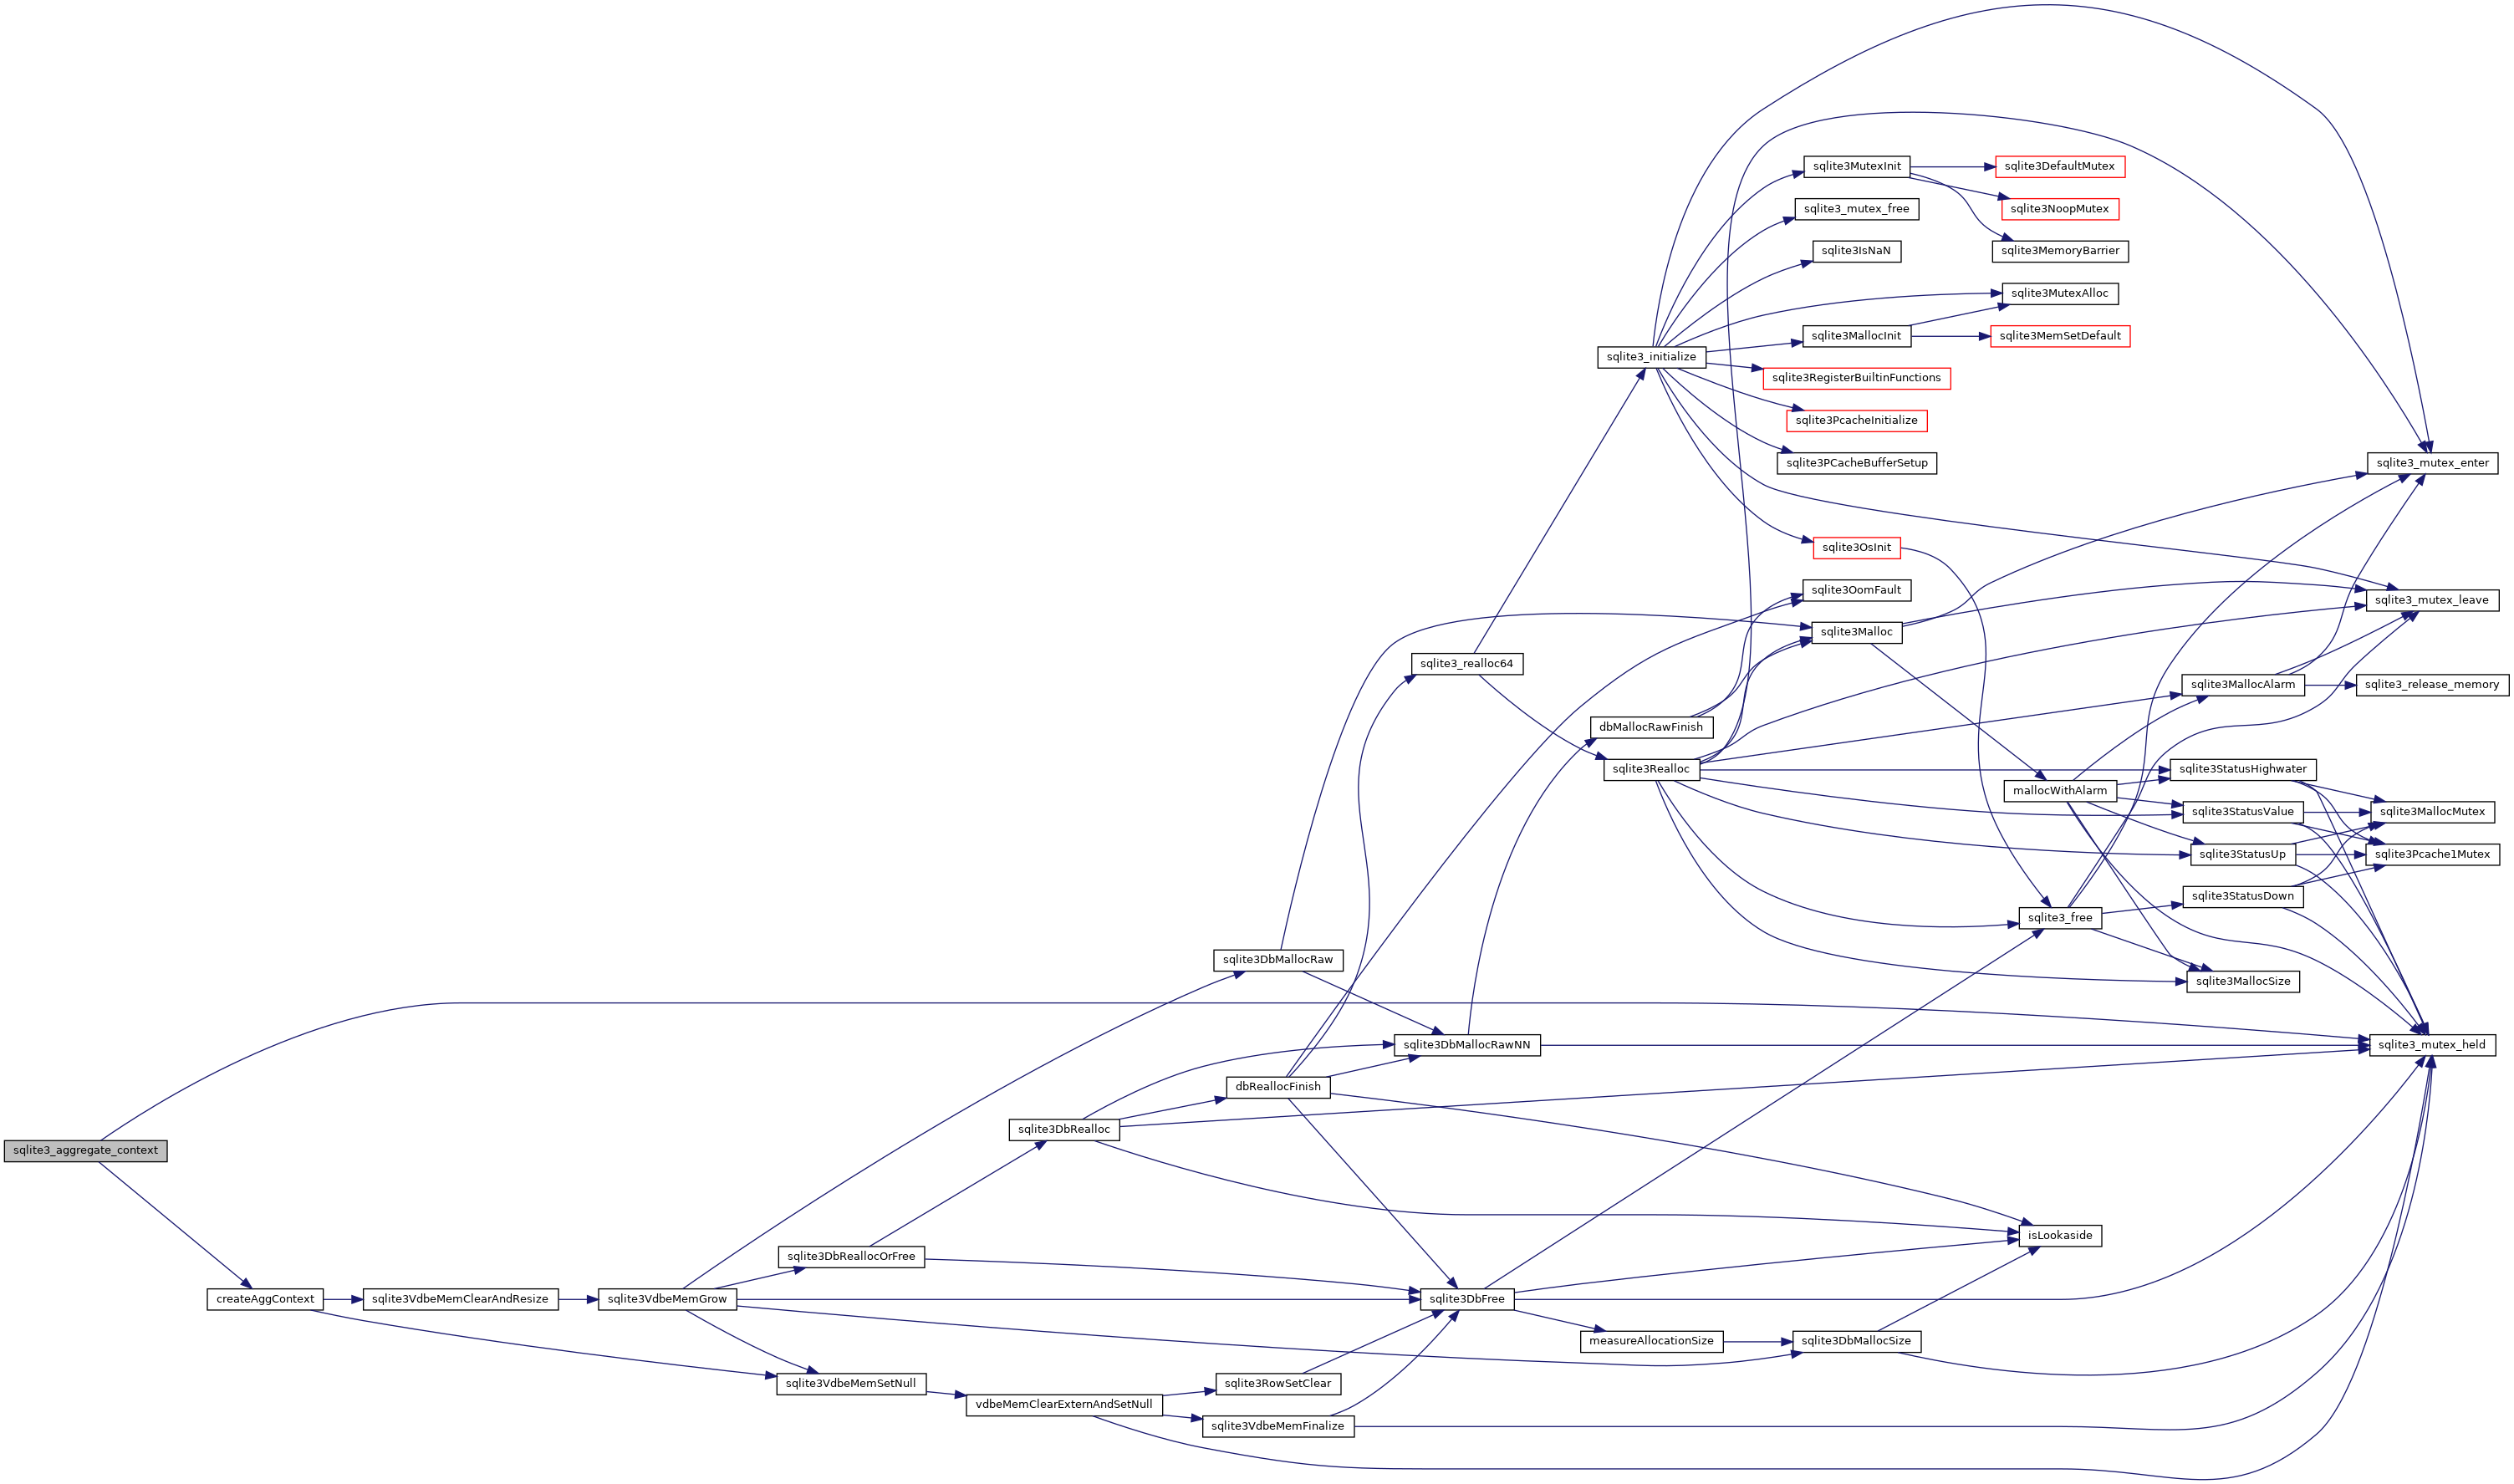 sqlite3_aggregate_context
createAggContext
sqlite3VdbeMemClearAndResize
sqlite3VdbeMemGrow
sqlite3DbReallocOrFree
sqlite3VdbeMemSetNull
vdbeMemClearExternAndSetNull
sqlite3DbRealloc
sqlite3DbMallocRaw
dbReallocFinish
sqlite3RowSetClear
sqlite3VdbeMemFinalize
sqlite3_realloc64
sqlite3DbMallocRawNN
sqlite3DbFree
sqlite3_initialize
dbMallocRawFinish
sqlite3Realloc
measureAllocationSize
sqlite3MutexInit
sqlite3_mutex_free
sqlite3IsNaN
sqlite3MallocInit
sqlite3RegisterBuiltinFunctions
sqlite3PcacheInitialize
sqlite3PCacheBufferSetup
sqlite3OsInit
sqlite3OomFault
sqlite3Malloc
sqlite3DbMallocSize
sqlite3DefaultMutex
sqlite3NoopMutex
sqlite3MemoryBarrier
sqlite3MutexAlloc
sqlite3MemSetDefault
mallocWithAlarm
sqlite3_free
isLookaside
sqlite3MallocAlarm
sqlite3StatusHighwater
sqlite3StatusValue
sqlite3StatusUp
sqlite3StatusDown
sqlite3MallocSize
sqlite3_mutex_enter
sqlite3_mutex_leave
sqlite3_release_memory
sqlite3MallocMutex
sqlite3Pcache1Mutex
sqlite3_mutex_held